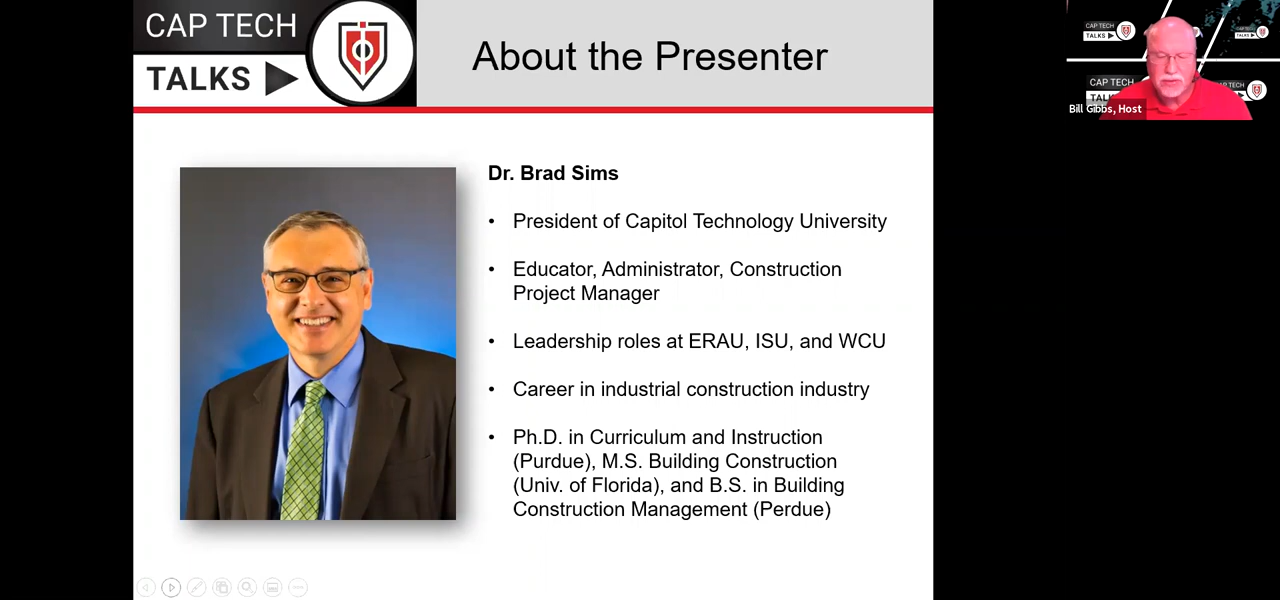 CAP TECH
TALKS
About the Presenter
CAP TECH
TALKS
TALKS
CAP TECH
CAP TECH
Bill Gibbs, Host
Dr. Brad Sims
• President of Capitol Technology University
• Educator, Administrator, Construction
Project Manager
• Leadership roles at ERAU, ISU, and WCU
• Career in industrial construction industry
• Ph.D. in Curriculum and Instruction
(Purdue), M.S. Building Construction
(Univ. of Florida), and B.S. in Building
Construction Management (Perdue)